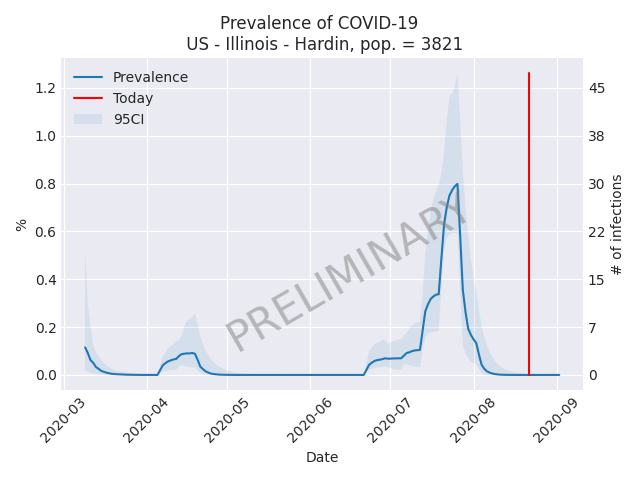 Prevalence of COVID-19
US - Illinois - Hardin, pop. = 3821
Prevalence
Today
95CI
PRELIMINARY
%
1.2
1.0
0.8
0.6
0.4
0.2
0.0
45
38
30
22
15
7
0
# of infections
2020-03
2020-04
2020-05
2020-06
2020-07
2020-08
2020-09
Date